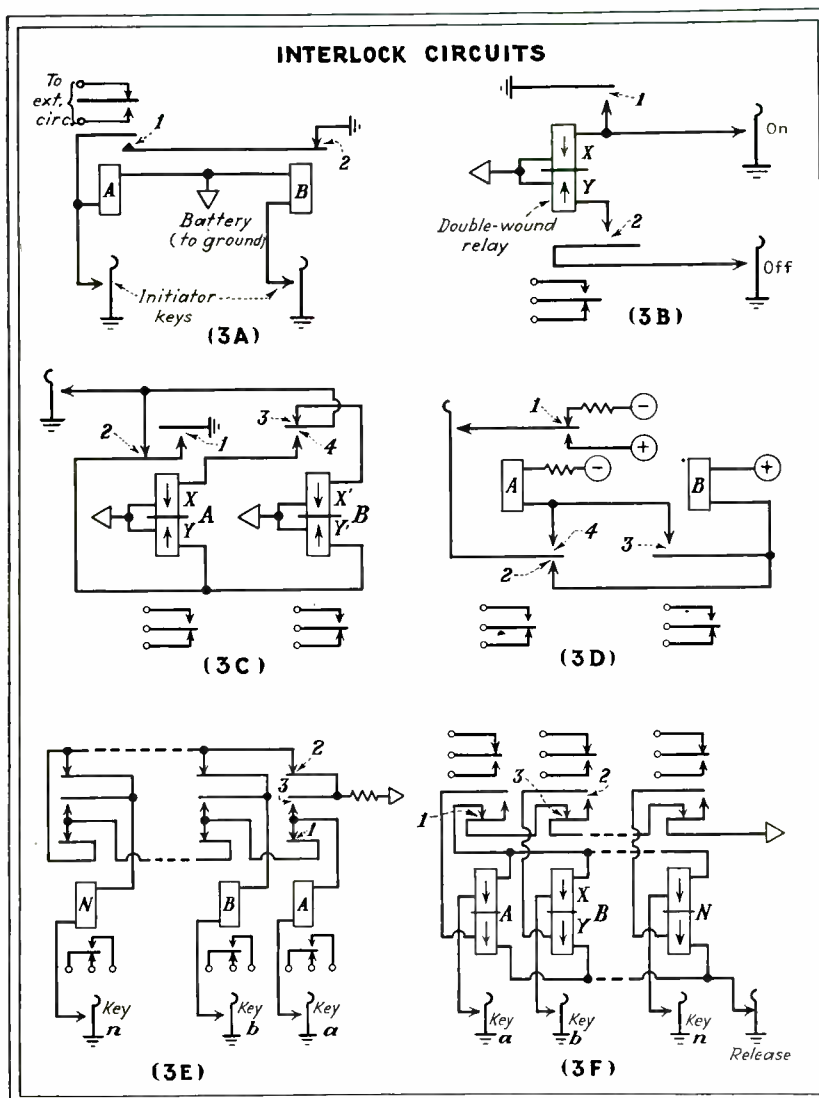 INTERLOCK CIRCUITS
To
ext.
circ.
1
2
A
B
Battery
(to ground)
Initiator
keys
(3A)
1
On
X
Y
Double-wound
relay
2
Off
(3B)
2
1
3
4
X
Y
A
X'
Y'
B
(3C)
1
−
+
A
−
B
+
4
3
2
(3D)
2
3
1
N
B
A
Key
n
Key
b
Key
a
(3E)
1
3
2
A
X
Y
B
N
Key
a
Key
b
Key
n
Release
(3F)